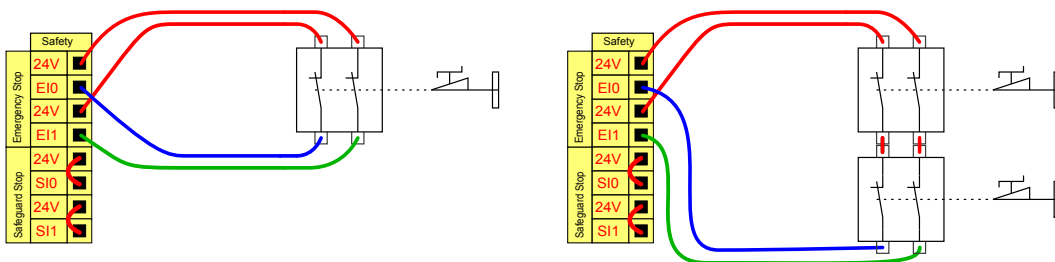 Safety
Emergency Stop
24V
EI0
24V
EI1
Safeguard Stop
24V
SI0
24V
SI1
Safety
Emergency Stop
24V
EI0
24V
EI1
Safeguard Stop
24V
SI0
24V
SI1